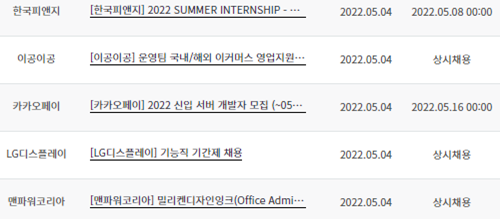 한국피앤지 [한국피앤지] 2022 SUMMER INTERNSHIP - ... 2022.05.04 2022.05.08 00:00
이공이공 [이공이공] 운영팀 국내/해외 이커머스 영업지원... 2022.05.04 상시채용
카카오페이 [카카오페이] 2022 신입 서버 개발자 모집 (~05... 2022.05.04 2022.05.16 00:00
LG디스플레이 [LG디스플레이] 기능직 기간제 채용 2022.05.04 상시채용
맨파워코리아 [맨파워코리아] 밀리켄디자인잉크(Office Admi... 2022.05.04 상시채용